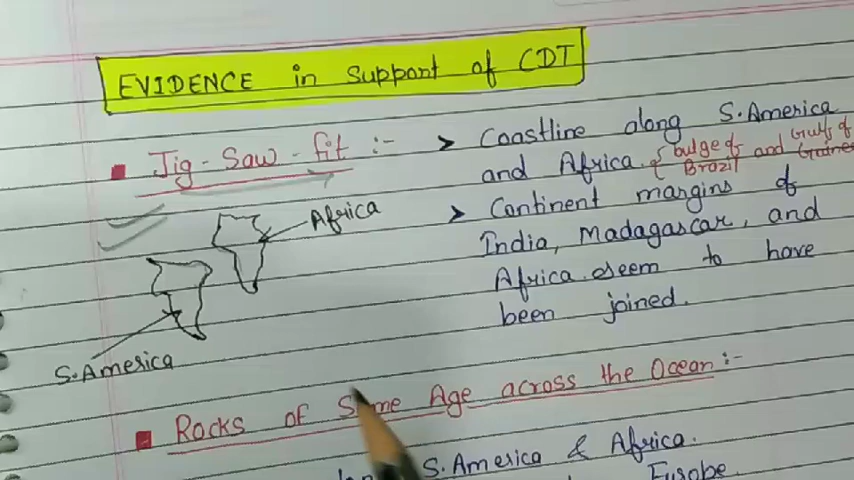 EVIDENCE in Support of CDT
Jig-Saw-fit :- ➤ Coastline along S.America
and Africa. { bulge of Brazil and Gulf of
➤ Continent margins of
India, Madagascar, and
Africa seem to have
been joined.
Africa
S.America
Rocks of Same Age across the Ocean :-
S.America & Africa.
Europe